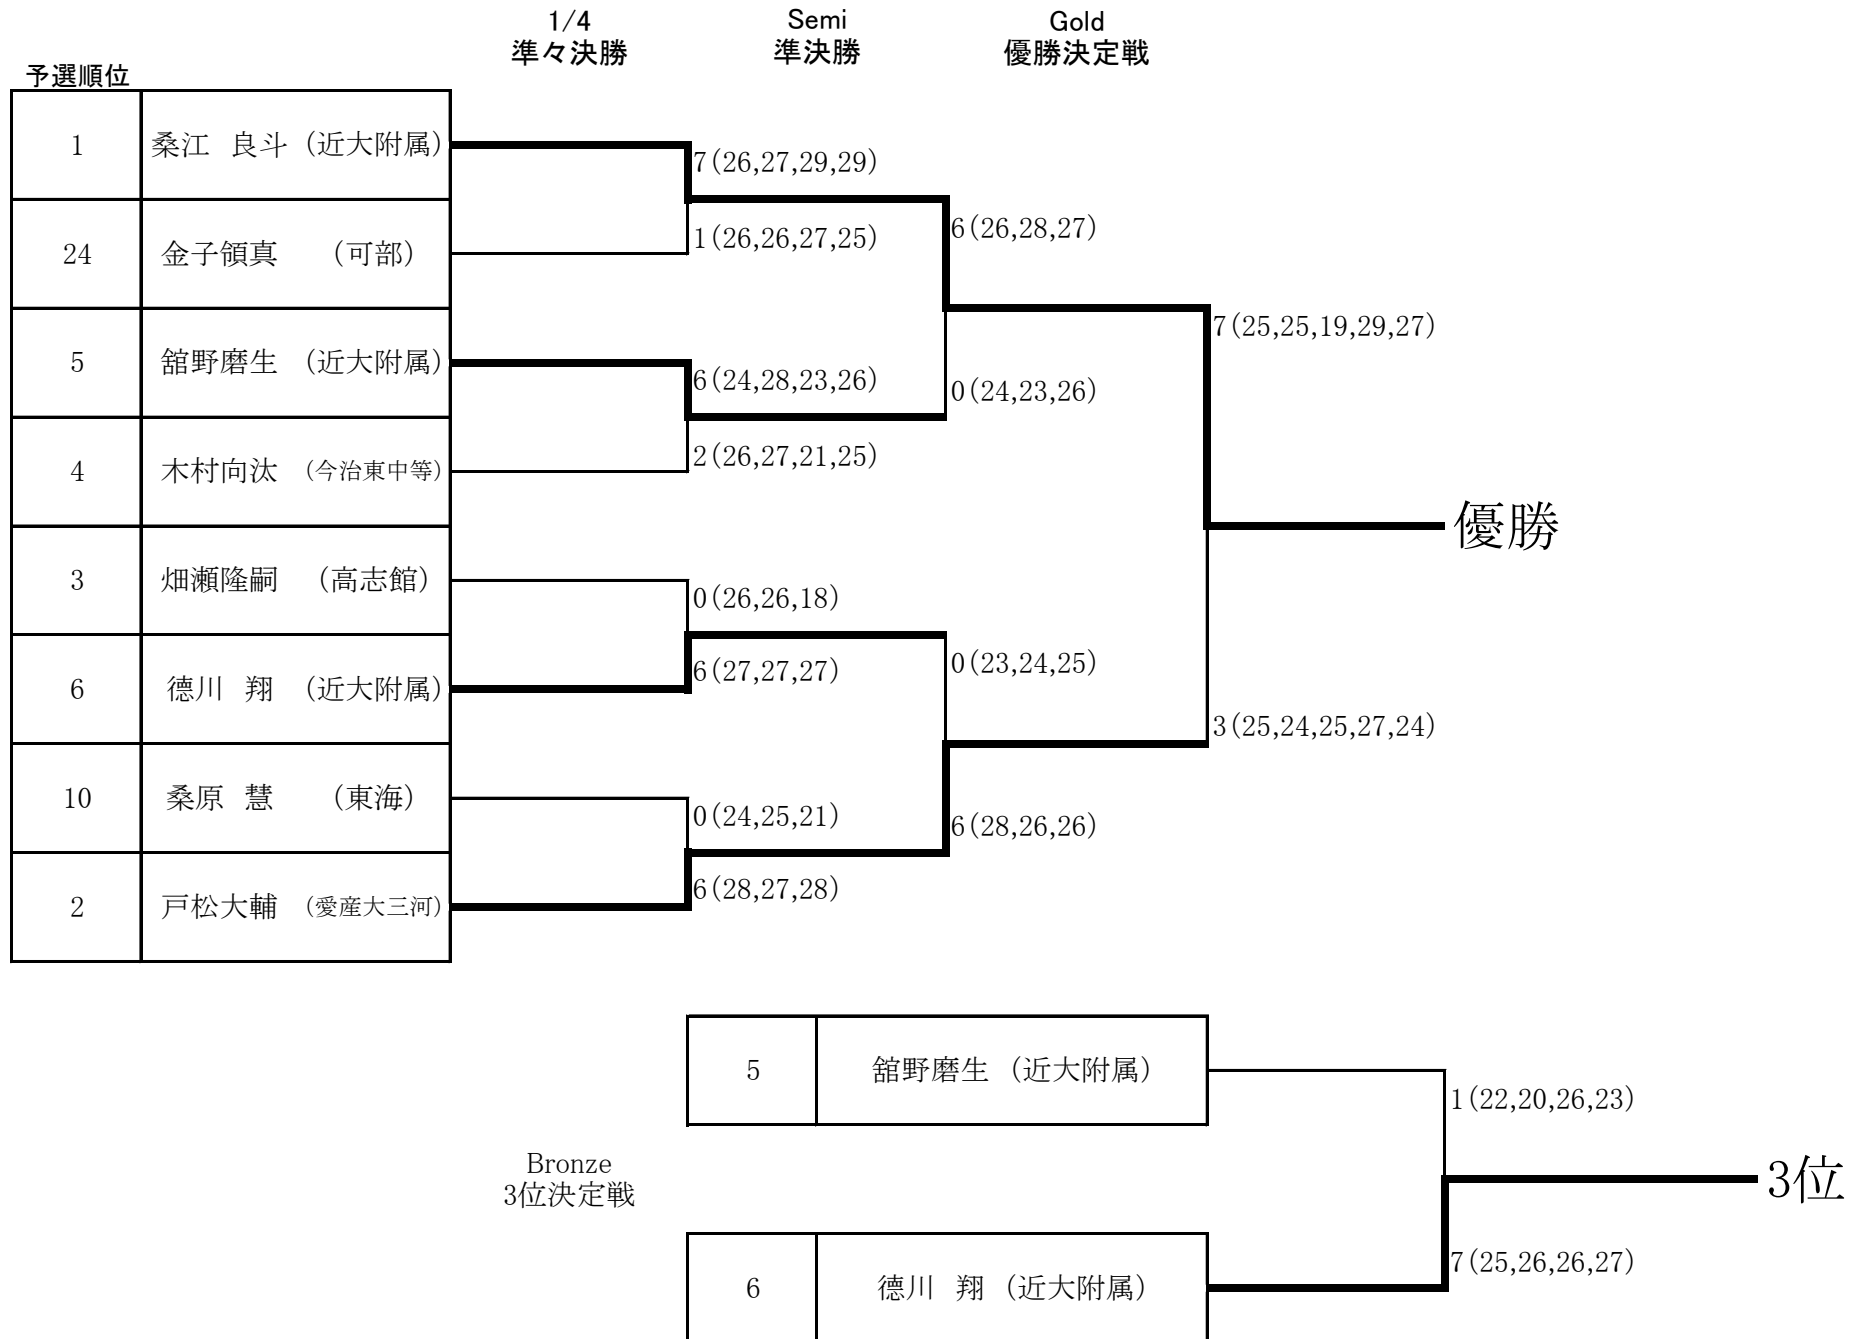 1/4 Semi Gold
準々決勝 準決勝 優勝決定戦
予選順位
1 桑江 良斗 (近大附属)
7(26,27,29,29)
6(26,28,27)
1(26,26,27,25)
24 金子領真 (可部)
7(25,25,19,29,27)
5 舘野磨生 (近大附属)
6(24,28,23,26)
0(24,23,26)
2(26,27,21,25)
4 木村向汰 (今治東中等)
優勝
3 畑瀬隆嗣 (高志館)
0(26,26,18)
0(23,24,25)
6(27,27,27)
6 德川 翔 (近大附属)
3(25,24,25,27,24)
10 桑原 慧 (東海)
0(24,25,21)
6(28,26,26)
6(28,27,28)
2 戸松大輔 (愛産大三河)
5 舘野磨生 (近大附属)
1(22,20,26,23)
Bronze
3位決定戦
3位
7(25,26,26,27)
6 德川 翔 (近大附属)